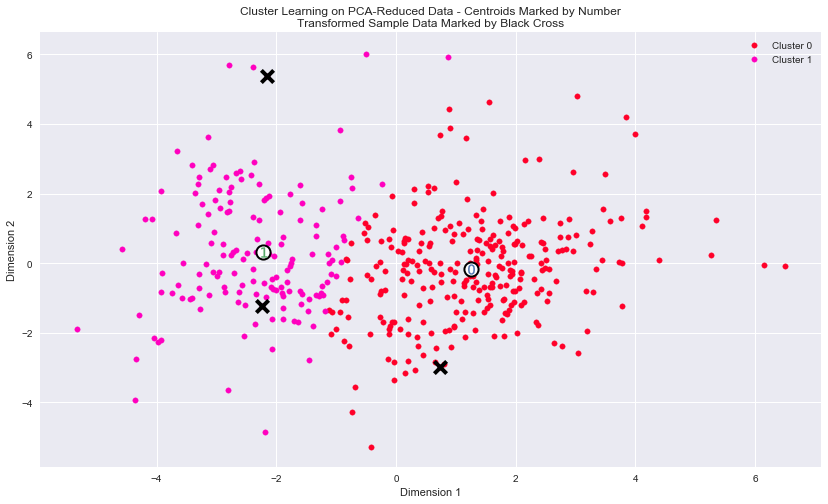 Cluster Learning on PCA-Reduced Data - Centroids Marked by Number
Transformed Sample Data Marked by Black Cross
Cluster 0
Cluster 1
6
4
2
0
−2
−4
Dimension 2
1
0
−4
−2
0
2
4
6
Dimension 1